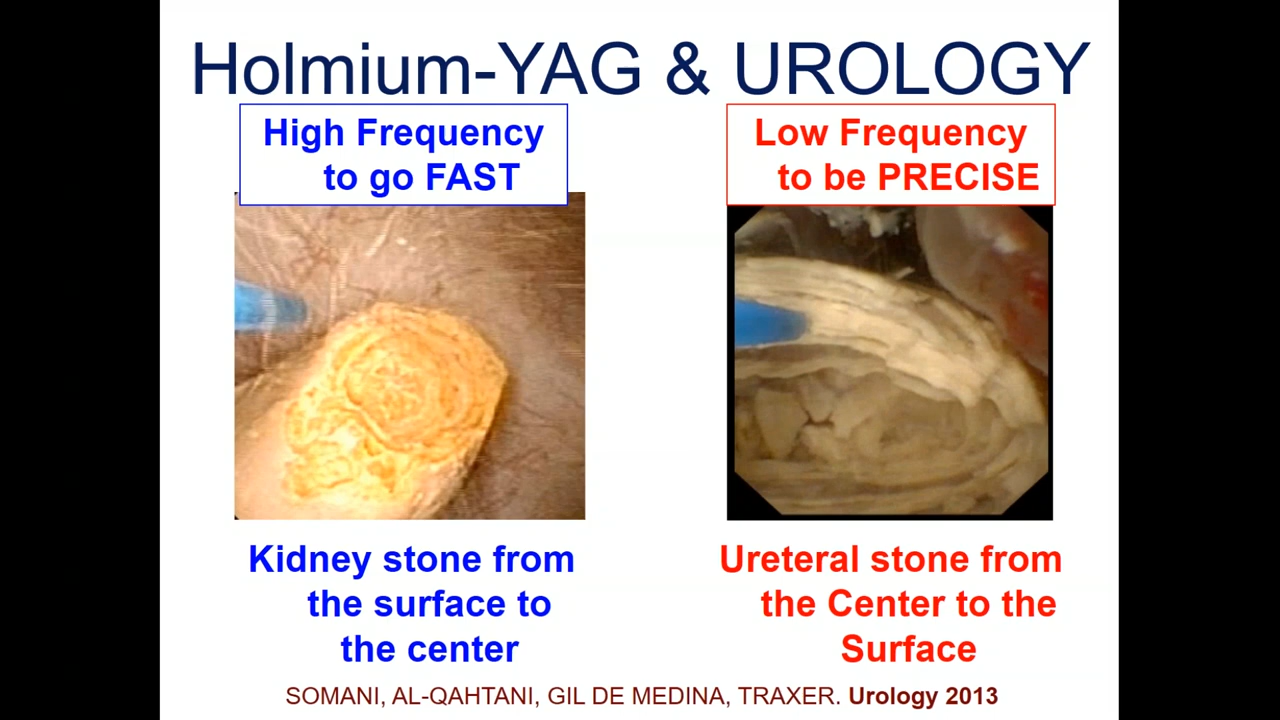 Holmium-YAG & UROLOGY
High Frequency
to go FAST
Low Frequency
to be PRECISE
Kidney stone from
the surface to
the center
Ureteral stone from
the Center to the
Surface
SOMANI, AL-QAHTANI, GIL DE MEDINA, TRAXER. Urology 2013